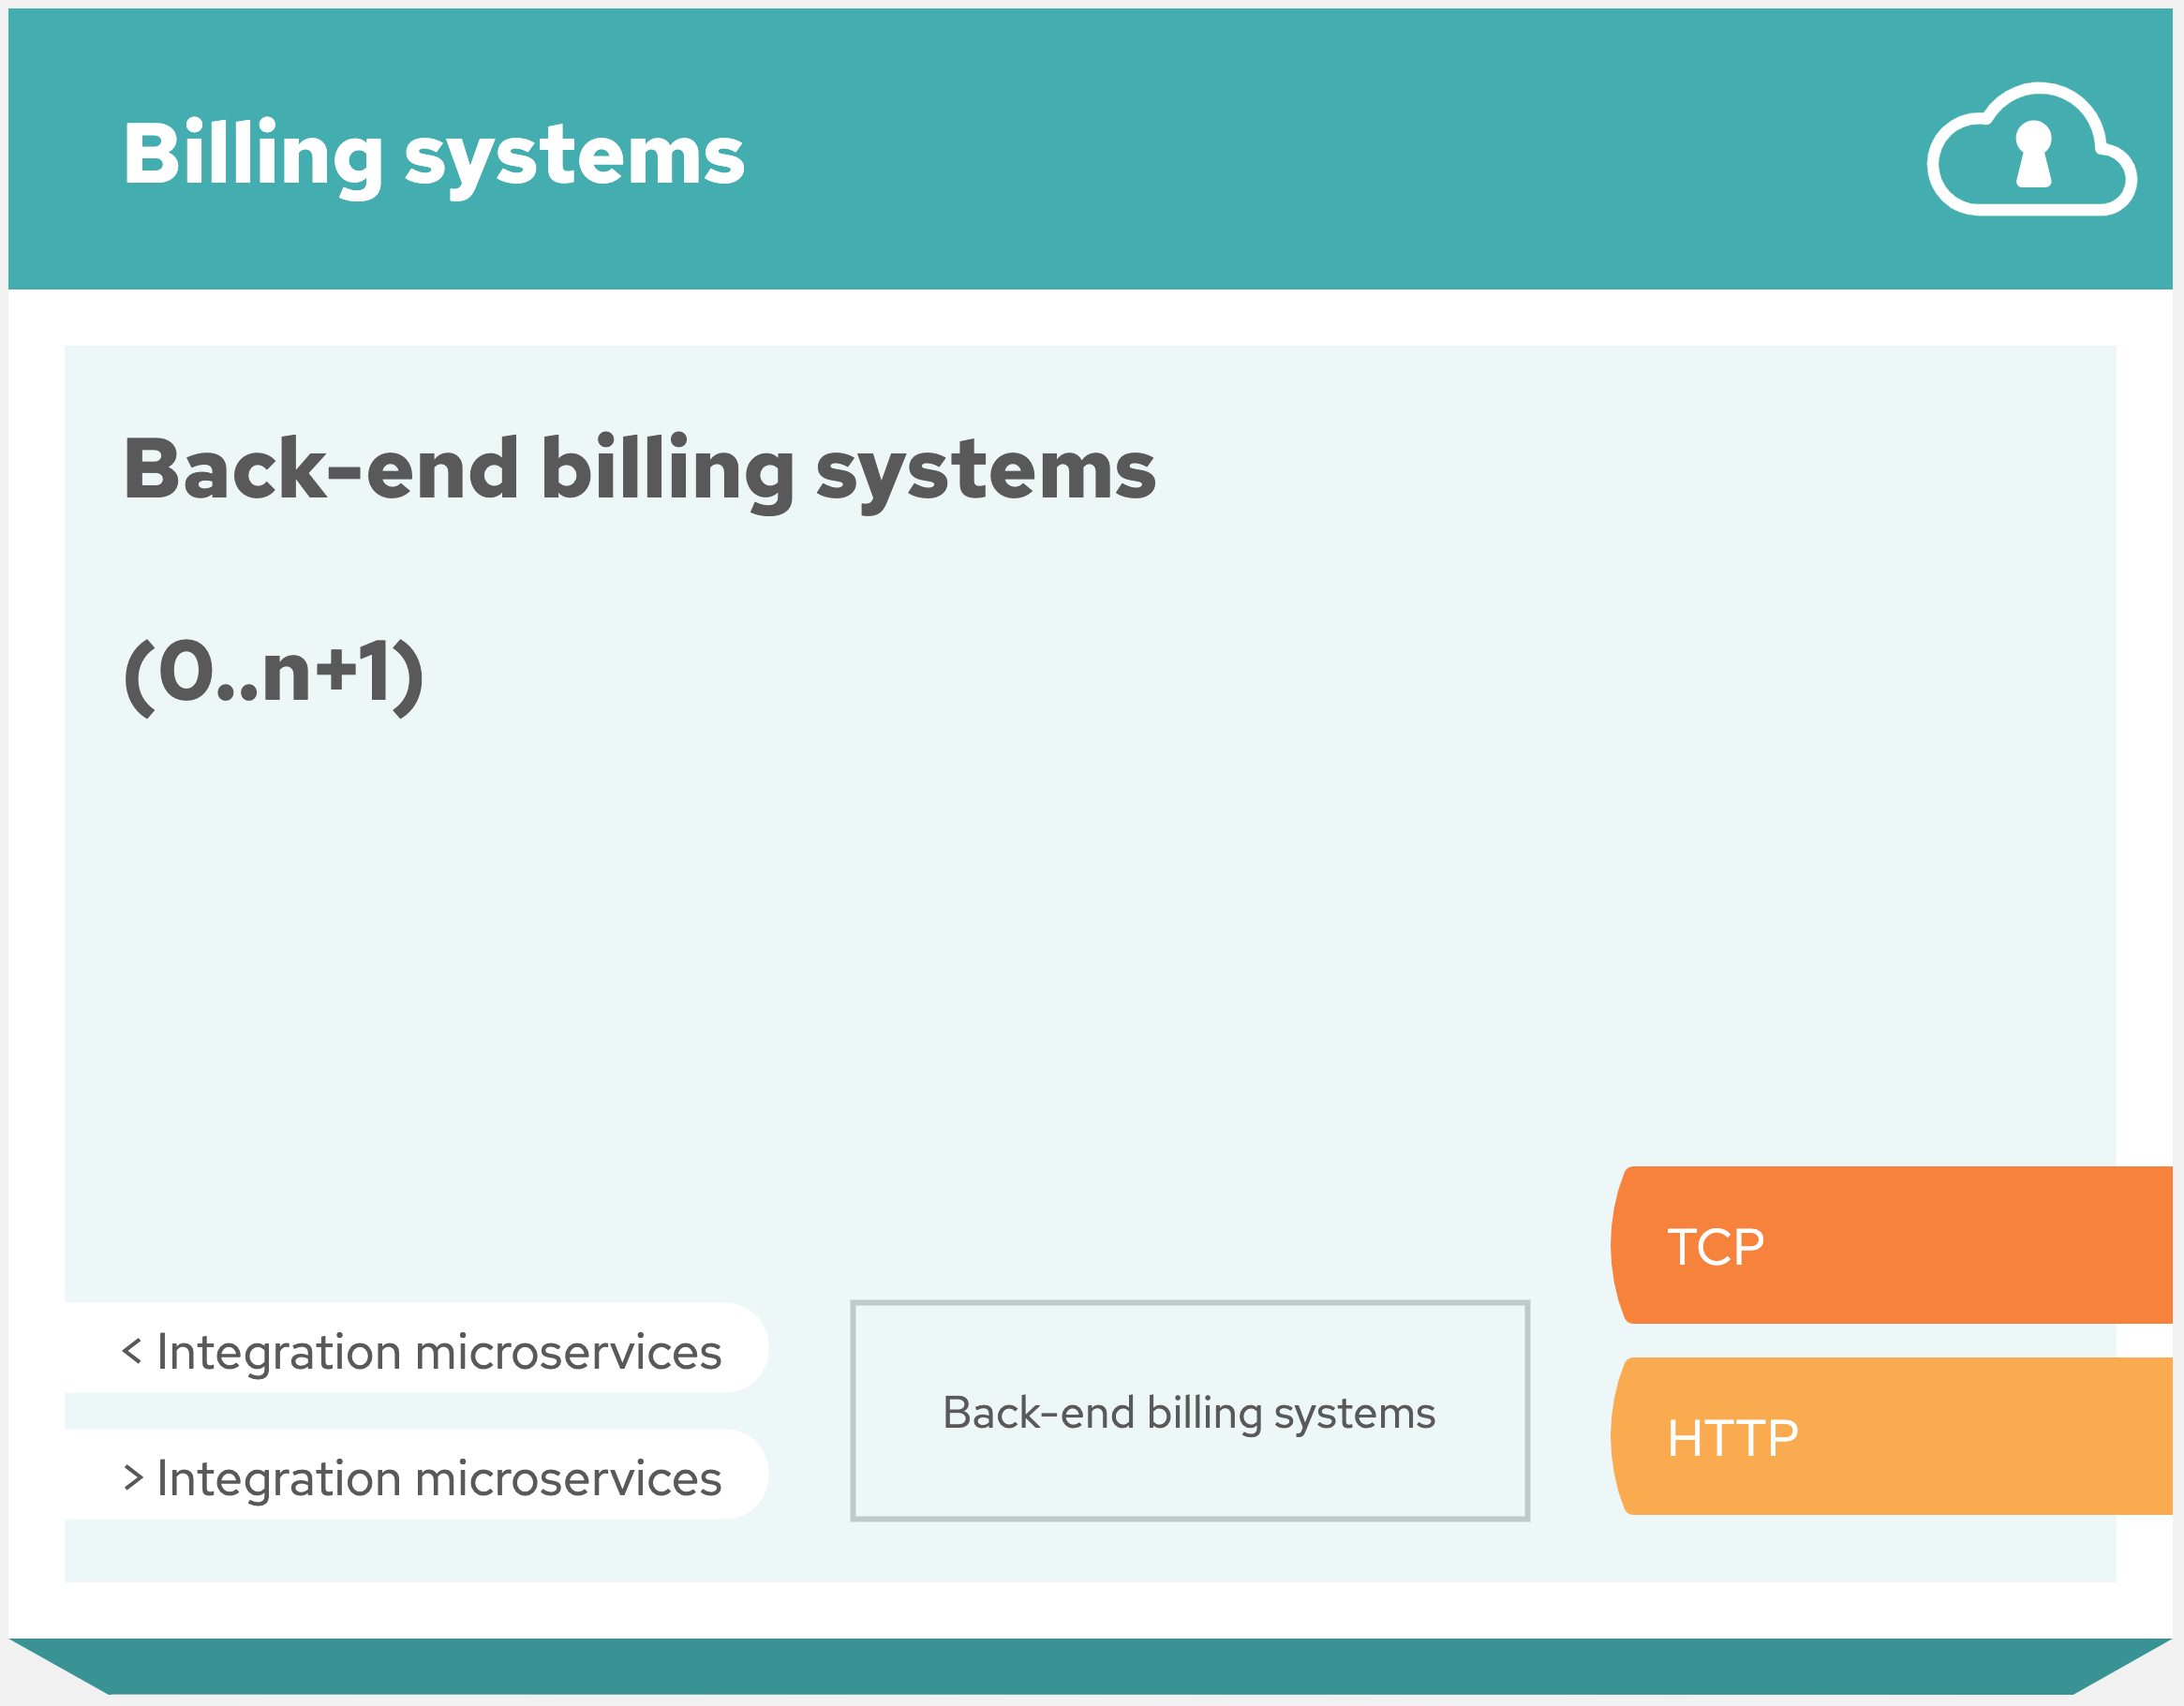 Billing systems
Back-end billing systems
(0..n+1)
TCP
< Integration microservices
Back-end billing systems
HTTP
> Integration microservices